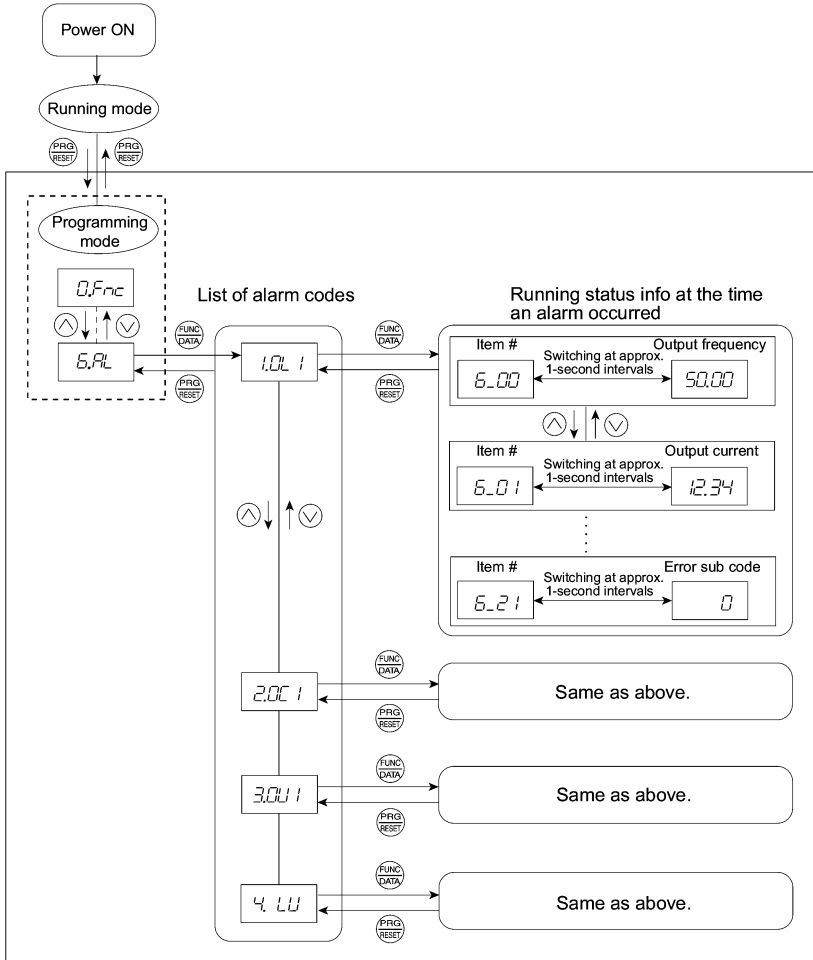 Power ON
Running mode
PRG
RESET
PRG
RESET
Programming
mode
0.Fnc
6.AL
List of alarm codes
FUNC
DATA
PRG
RESET
1.OL1
FUNC
DATA
PRG
RESET
Running status info at the time
an alarm occurred
Item #
Output frequency
6_00
Switching at approx.
1-second intervals
50.00
Item #
Output current
6_01
Switching at approx.
1-second intervals
12.34
Item #
Error sub code
6_21
Switching at approx.
1-second intervals
0
2.OC1
FUNC
DATA
PRG
RESET
Same as above.
3.OU1
FUNC
DATA
PRG
RESET
Same as above.
4. LU
FUNC
DATA
PRG
RESET
Same as above.